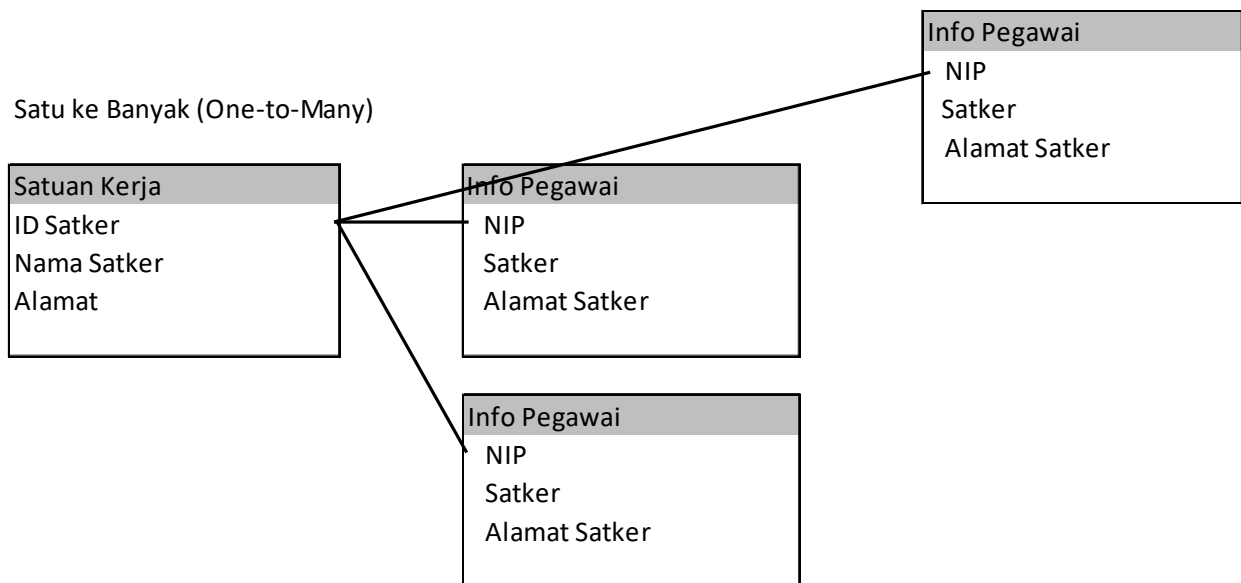 Satu ke Banyak (One-to-Many)
Satuan Kerja
ID Satker
Nama Satker
Alamat
Info Pegawai
NIP
Satker
Alamat Satker
Info Pegawai
NIP
Satker
Alamat Satker
Info Pegawai
NIP
Satker
Alamat Satker